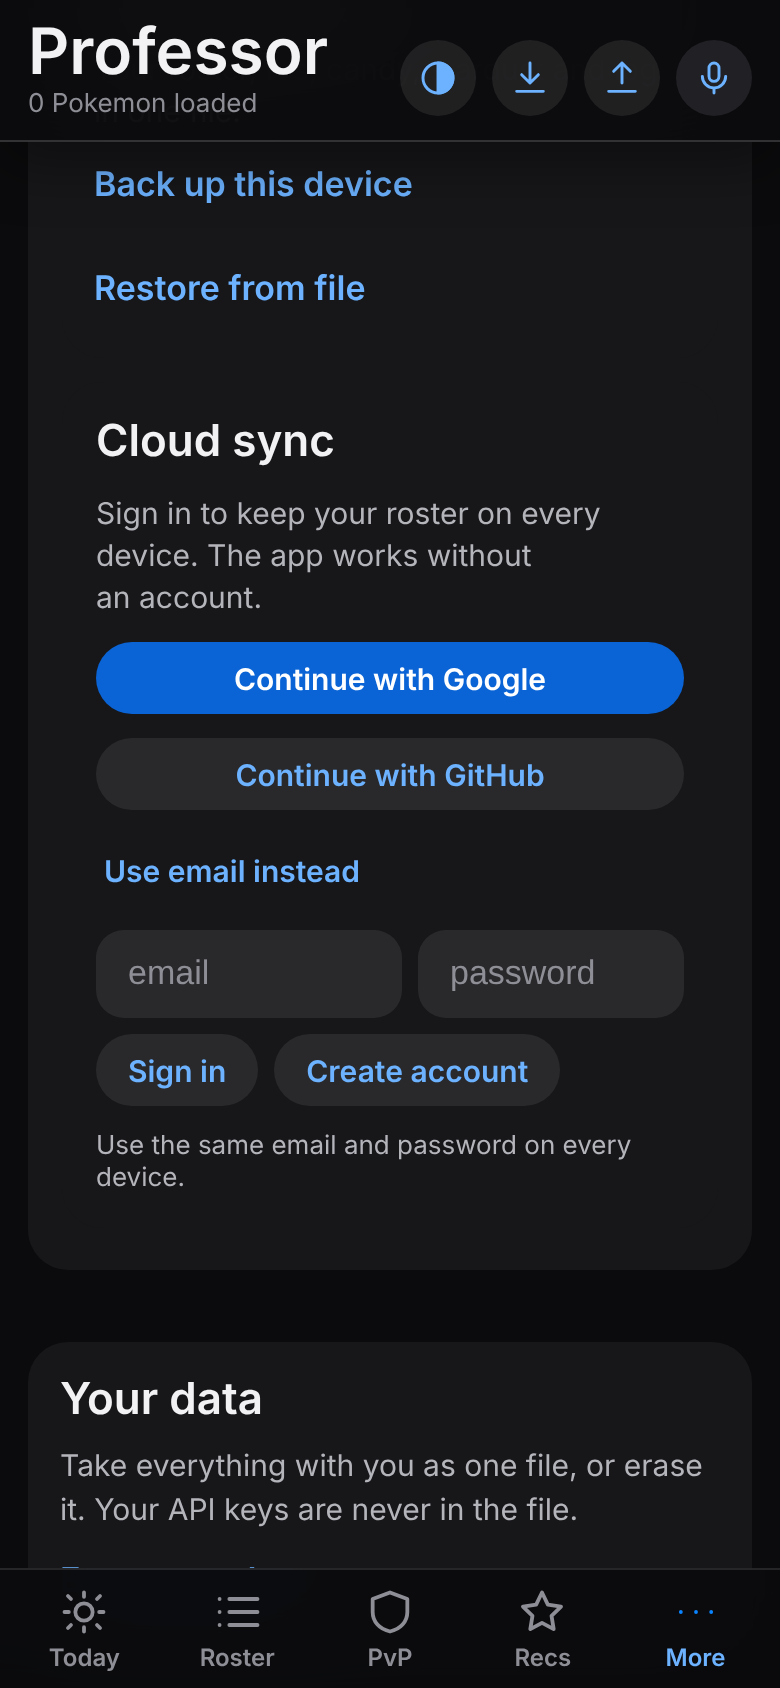 Professor
0 Pokemon loaded
Back up this device
Restore from file
Cloud sync
Sign in to keep your roster on every
device. The app works without
an account.
Continue with Google
Continue with GitHub
Use email instead
email
password
Sign in
Create account
Use the same email and password on every
device.
Your data
Take everything with you as one file, or erase
it. Your API keys are never in the file.
Today
Roster
PvP
Recs
More